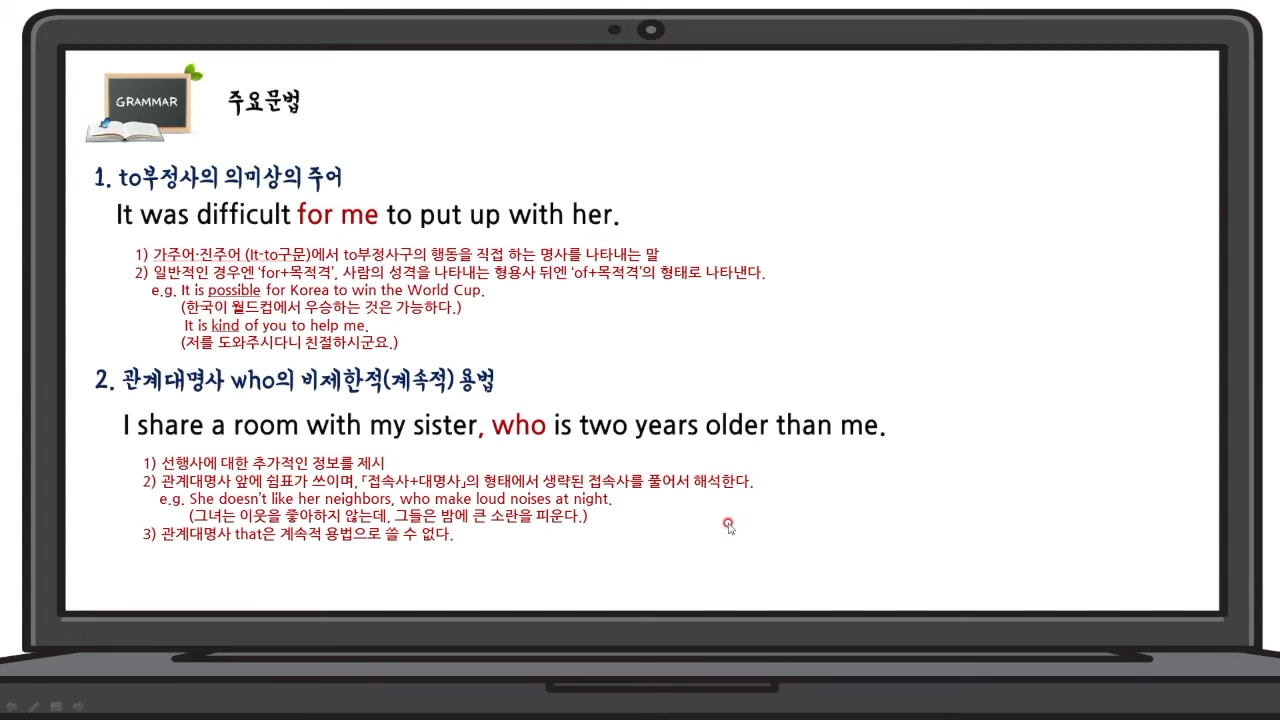 GRAMMAR
주요문법
1. to부정사의 의미상의 주어
It was difficult for me to put up with her.
1) 가주어·진주어 (It-to구문)에서 to부정사구의 행동을 직접 하는 명사를 나타내는 말
2) 일반적인 경우엔 ‘for+목적격’, 사람의 성격을 나타내는 형용사 뒤엔 ‘of+목적격’의 형태로 나타낸다.
e.g. It is possible for Korea to win the World Cup.
(한국이 월드컵에서 우승하는 것은 가능하다.)
It is kind of you to help me.
(저를 도와주시다니 친절하시군요.)
2. 관계대명사 who의 비제한적(계속적) 용법
I share a room with my sister, who is two years older than me.
1) 선행사에 대한 추가적인 정보를 제시
2) 관계대명사 앞에 쉼표가 쓰이며, 「접속사+대명사」의 형태에서 생략된 접속사를 풀어서 해석한다.
e.g. She doesn’t like her neighbors, who make loud noises at night.
(그녀는 이웃을 좋아하지 않는데, 그들은 밤에 큰 소란을 피운다.)
3) 관계대명사 that은 계속적 용법으로 쓸 수 없다.